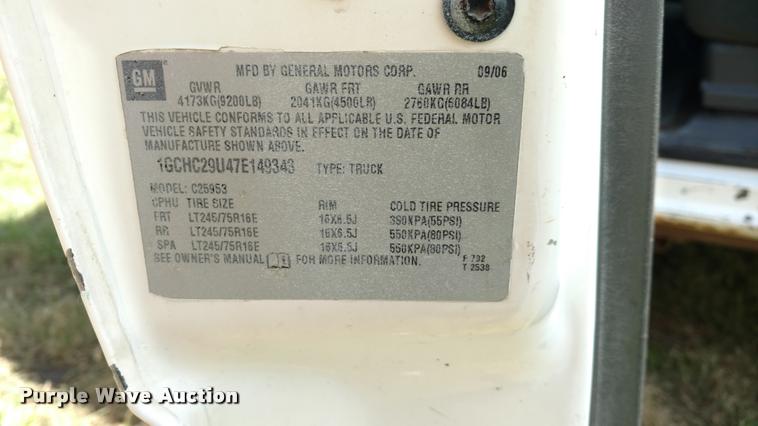 GM
MFD BY GENERAL MOTORS CORP. 09/06
GVWR GAWR FRT GAWR RR
4173KG(9200LB) 2041KG(4500LB) 2760KG(6084LB)
THIS VEHICLE CONFORMS TO ALL APPLICABLE U.S. FEDERAL MOTOR
VEHICLE SAFETY STANDARDS IN EFFECT ON THE DATE OF
MANUFACTURE SHOWN ABOVE.
1GCHC29U47E149343 TYPE: TRUCK
MODEL: C25953
TIRE SIZE RIM COLD TIRE PRESSURE
FRT LT245/75R16E 16X6.5J 380KPA(55PSI)
RR LT245/75R16E 16X6.5J 550KPA(80PSI)
SPA LT245/75R16E 16X6.5J 550KPA(80PSI)
SEE OWNER'S MANUAL FOR MORE INFORMATION. F 792
T 2538
Purple Wave Auction